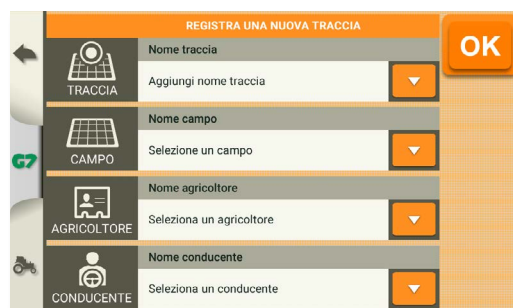 REGISTRA UNA NUOVA TRACCIA
OK
Nome traccia
TRACCIA
Aggiungi nome traccia
Nome campo
CAMPO
Selezione un campo
G7
Nome agricoltore
AGRICOLTORE
Seleziona un agricoltore
Nome conducente
CONDUCENTE
Seleziona un conducente